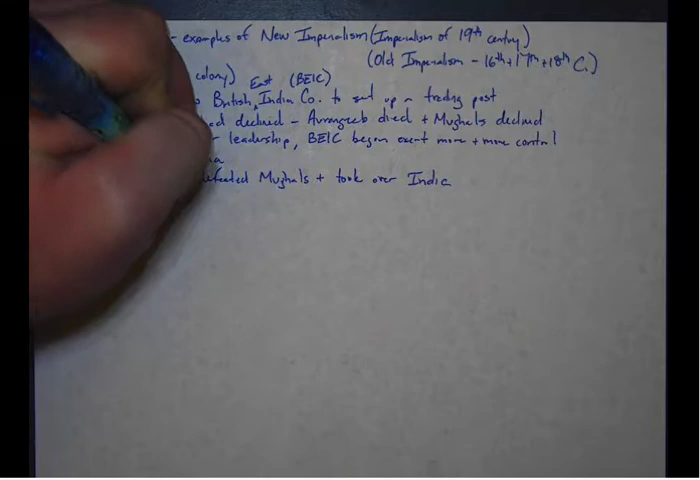 - examples of New Imperialism (Imperialism of 19th century)
(Old Imperialism - 16th + 17th + 18th C.)
colony) East (BEIC)
British India Co. to set up a trading post
declined - Aurangzeb died + Mughals declined
leadership, BEIC began exert more + more control
defeated Mughals + took over India